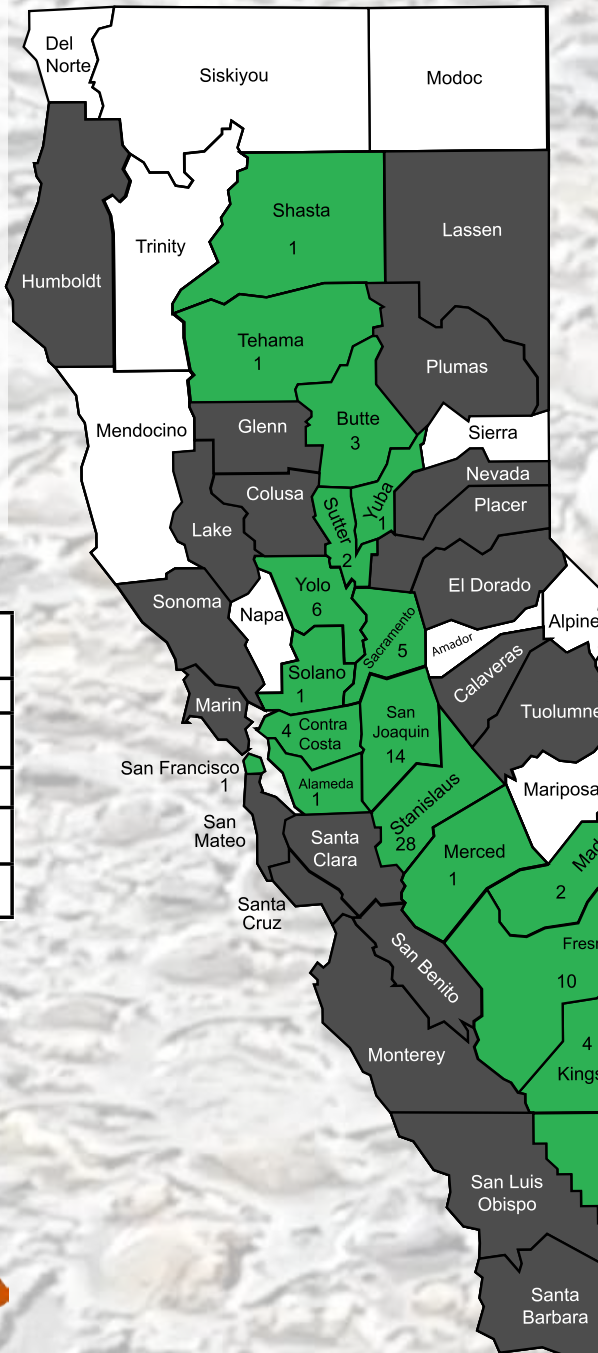 Del
Norte
Siskiyou
Modoc
Shasta
1
Lassen
Trinity
Humboldt
Tehama
1
Plumas
Butte
3
Glenn
Mendocino
Sierra
Nevada
Placer
Colusa
Sutter
2
Yuba
1
Lake
El Dorado
Yolo
6
Sonoma
Napa
Sacramento
5
Amador
Alpine
Calaveras
Solano
1
Marin
4 Contra
Costa
San
Joaquin
14
Tuolumne
San Francisco
1
Alameda
1
Mariposa
Stanislaus
28
San
Mateo
Santa
Clara
Merced
1
2
Santa
Cruz
San Benito
10
4
Kings
Monterey
San Luis
Obispo
Santa
Barbara